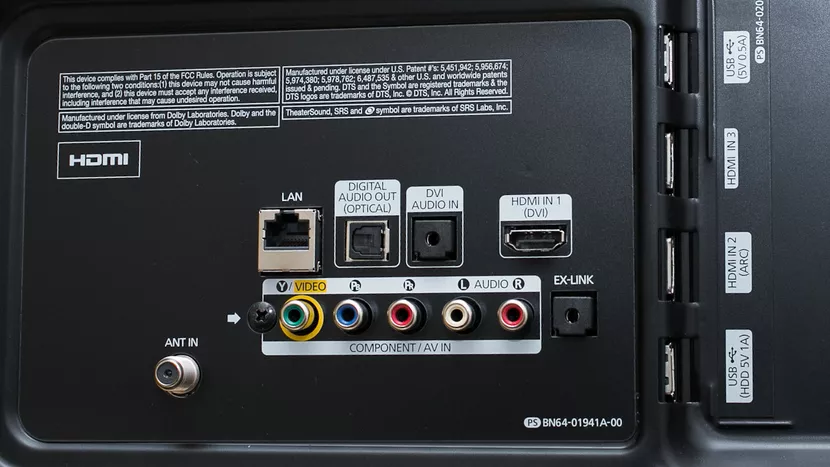 This device complies with Part 15 of the FCC Rules. Operation is subject
to the following two conditions:(1) this device may not cause harmful
interference, and (2) this device must accept any interference received,
including interference that may cause undesired operation.
Manufactured under license from Dolby Laboratories. Dolby and the
double-D symbol are trademarks of Dolby Laboratories.
Manufactured under license under U.S. Patent #'s: 5,451,942; 5,956,674;
5,974,380; 5,978,762; 6,487,535 & other U.S. and worldwide patents
issued & pending. DTS and the Symbol are registered trademarks &
DTS logos are trademarks of DTS, Inc. © DTS, Inc. All Rights Reserved.
TheaterSound, SRS and symbol are trademarks of SRS Labs, Inc.
HDMI
LAN
DIGITAL
AUDIO OUT
(OPTICAL)
DVI
AUDIO IN
HDMI IN 1
(DVI)
Y/VIDEO
PB
PR
L AUDIO R
EX-LINK
COMPONENT / AV IN
ANT IN
PS BN64-01941A-00
USB
(5V 0.5A)
PS BN64-020
HDMI IN 3
HDMI IN 2
(ARC)
USB
(HDD 5V 1A)